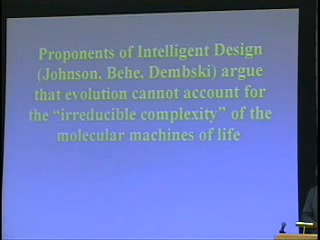 Proponents of Intelligent Design
(Johnson, Behe, Dembski) argue
that evolution cannot account for
the “irreducible complexity” of the
molecular machines of life